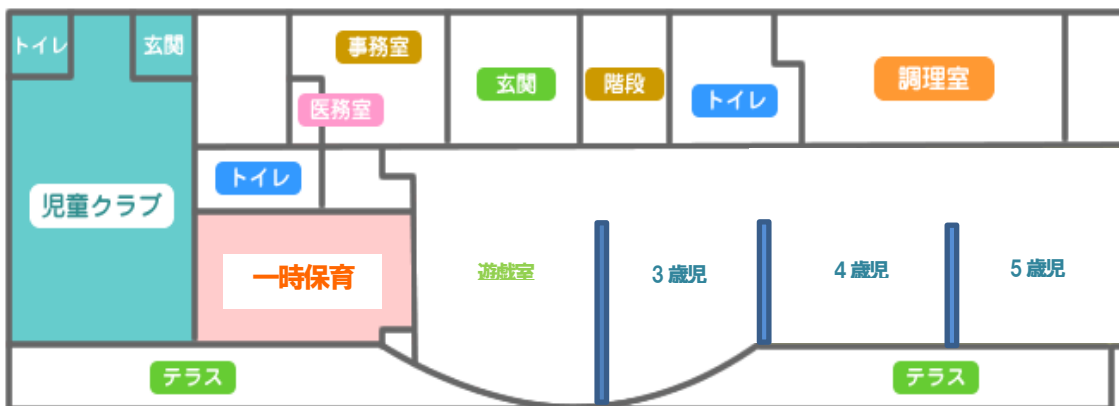 トイレ
玄関
事務室
医務室
玄関
階段
トイレ
調理室
児童クラブ
トイレ
一時保育
遊戯室
3歳児
4歳児
5歳児
テラス
テラス